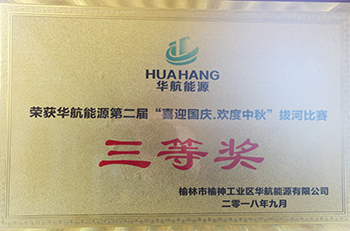 HUAHANG
华航能源
荣获华航能源第二届“喜迎国庆.欢度中秋”拔河比赛
三等奖
榆林市榆神工业区华航能源有限公司
二零一八年九月